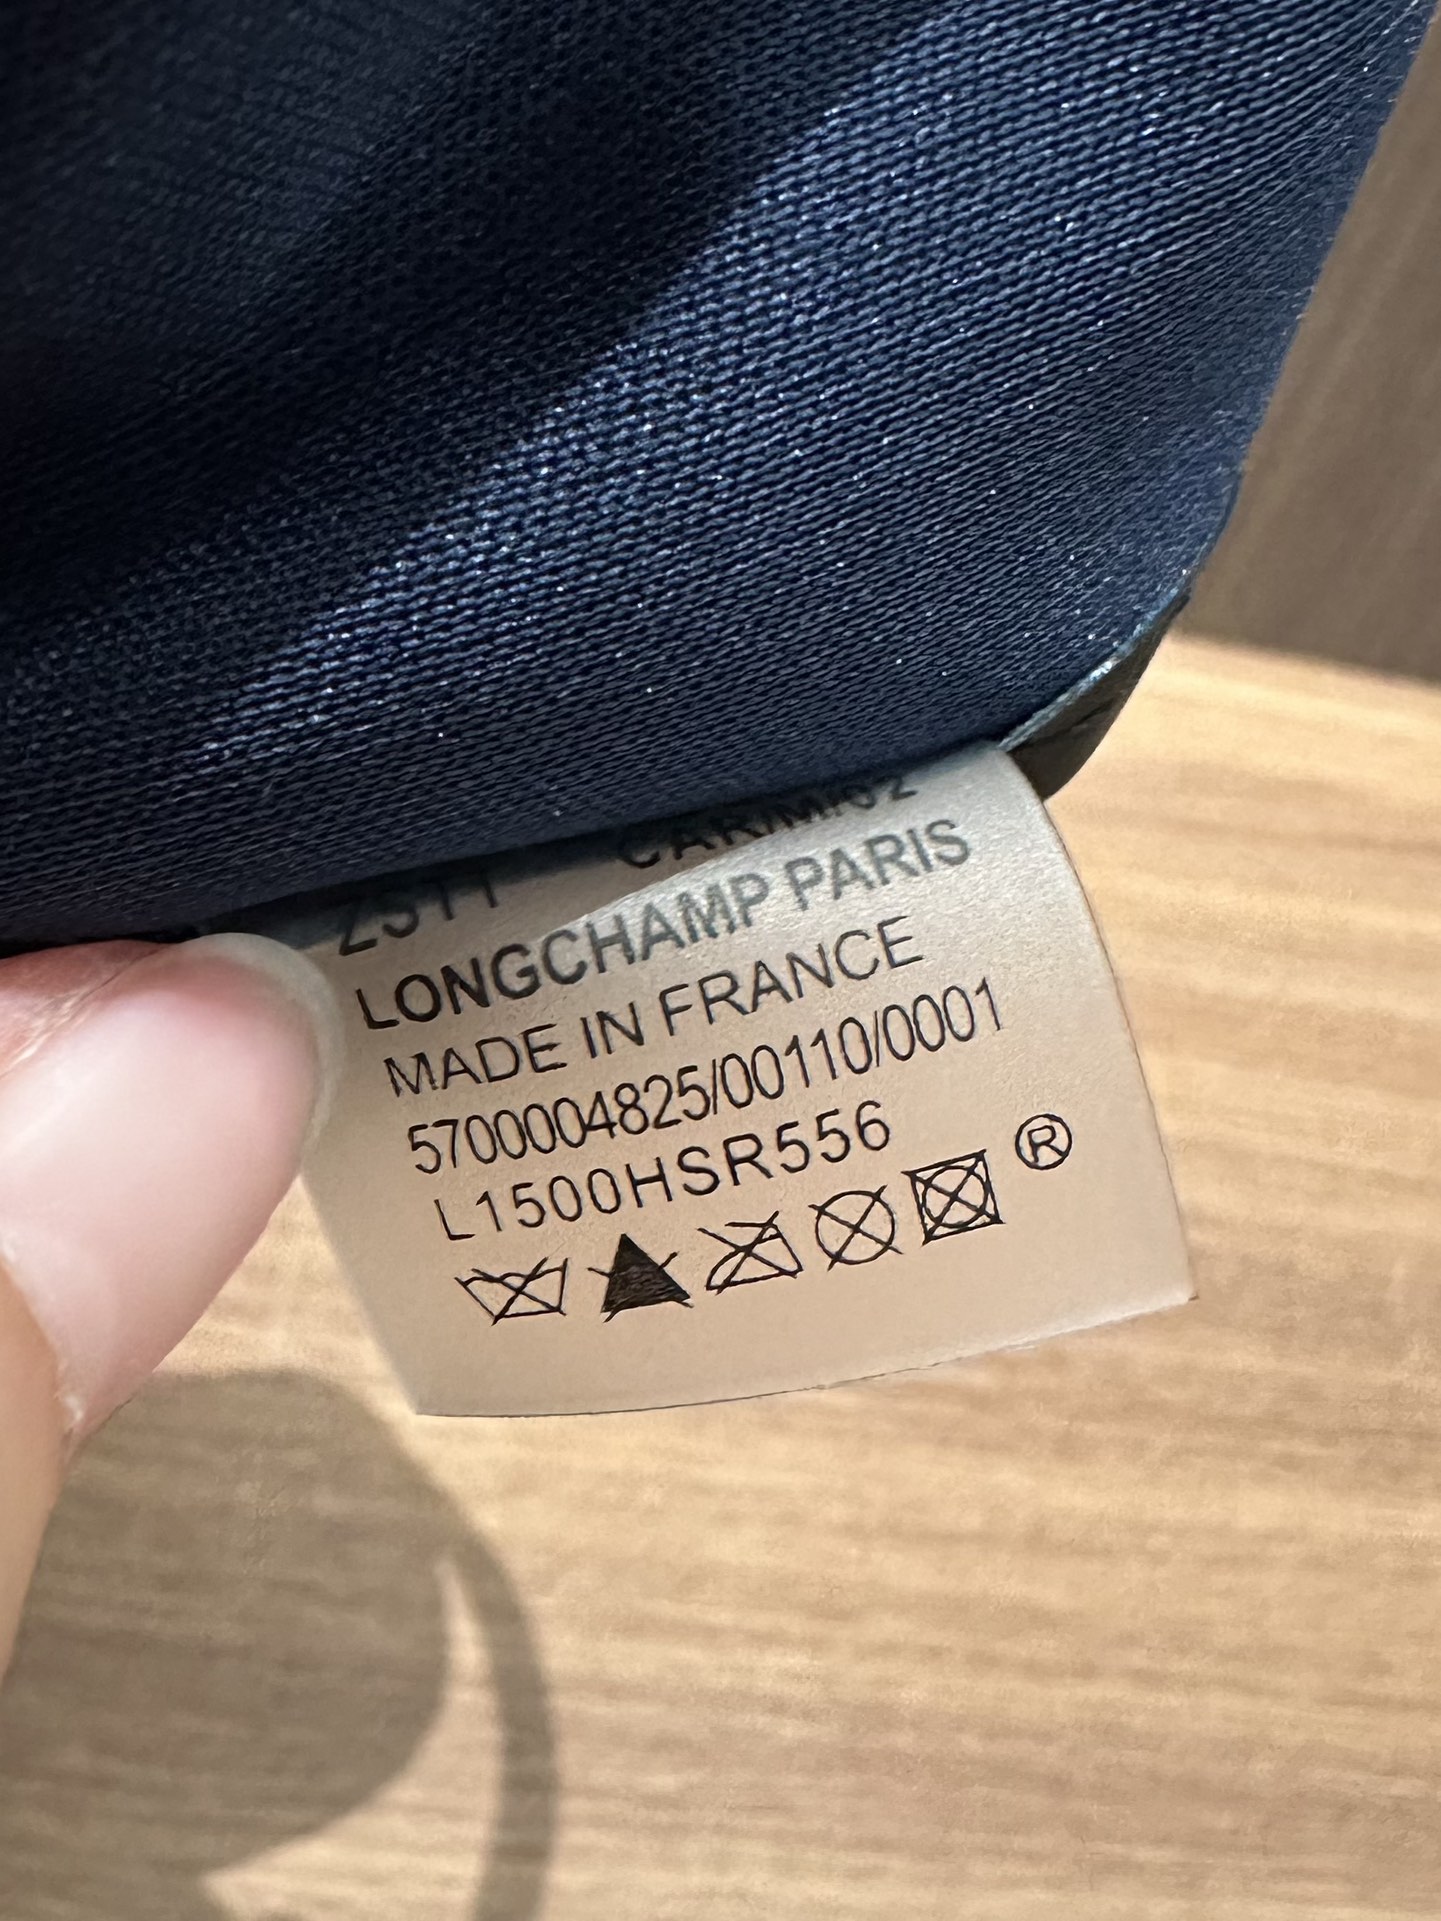 LONGCHAMP PARIS
MADE IN FRANCE
5700004825/00110/0001
L1500HSR556
®